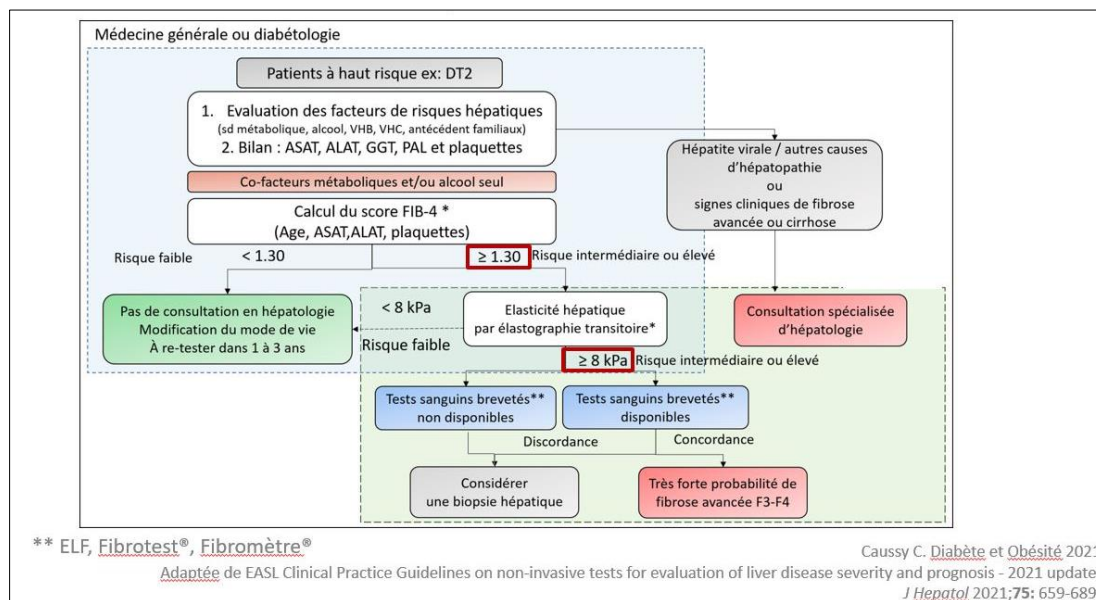 Médecine générale ou diabétologie
Patients à haut risque ex: DT2
1. Evaluation des facteurs de risques hépatiques
(sd métabolique, alcool, VHB, VHC, antécédent familiaux)
2. Bilan : ASAT, ALAT, GGT, PAL et plaquettes
Hépatite virale / autres causes
d'hépatopathie
ou
signes cliniques de fibrose
avancée ou cirrhose
Co-facteurs métaboliques et/ou alcool seul
Calcul du score FIB-4 *
(Age, ASAT,ALAT, plaquettes)
Risque faible
< 1.30
≥ 1.30
Risque intermédiaire ou élevé
Pas de consultation en hépatologie
Modification du mode de vie
À re-tester dans 1 à 3 ans
< 8 kPa
Risque faible
Elasticité hépatique
par élastographie transitoire*
Consultation spécialisée
d'hépatologie
≥ 8 kPa
Risque intermédiaire ou élevé
Tests sanguins brevetés**
non disponibles
Tests sanguins brevetés**
disponibles
Discordance
Concordance
Considérer
une biopsie hépatique
Très forte probabilité de
fibrose avancée F3-F4
** ELF, Fibrotest®, Fibromètre®
Caussy C. Diabète et Obésité 2021
Adaptée de EASL Clinical Practice Guidelines on non-invasive tests for evaluation of liver disease severity and prognosis - 2021 update
J Hepatol 2021;75: 659-689